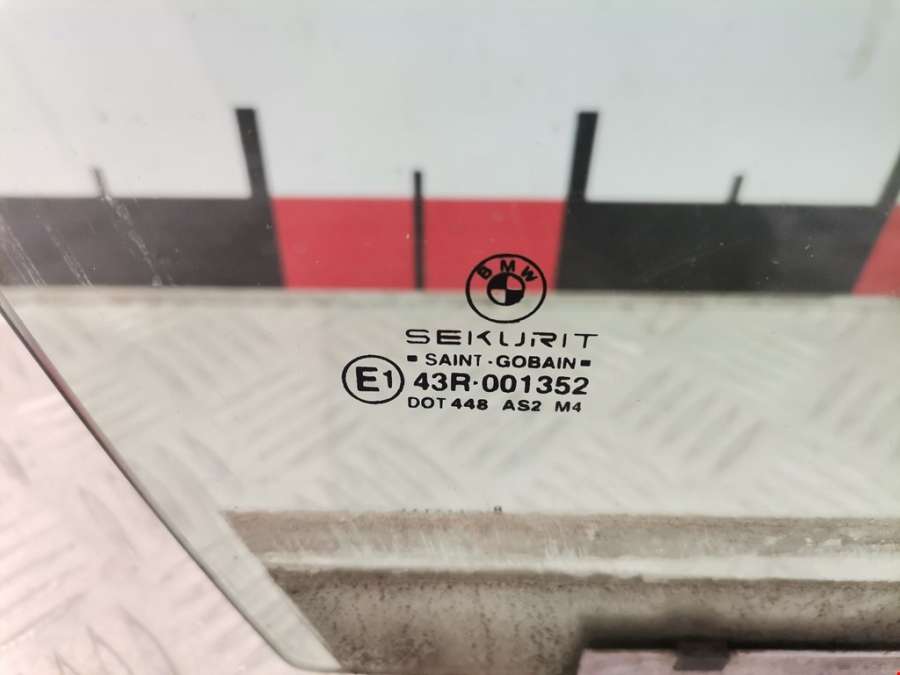 BMW
SEKURIT
SAINT-GOBAIN
E1 43R-001352
DOT 448 AS2 M4